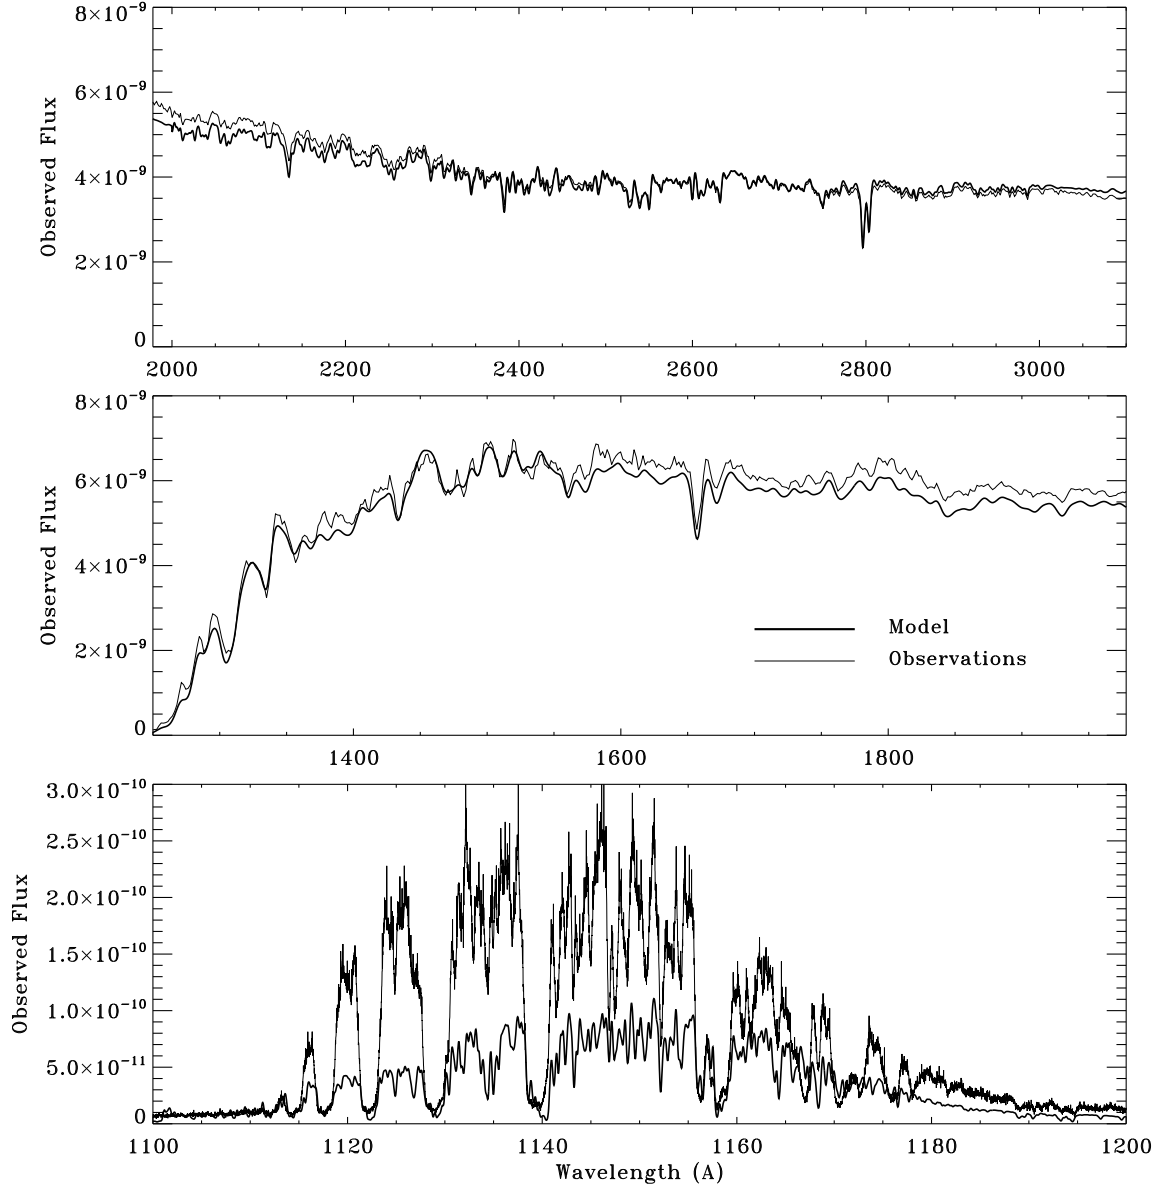 8×10⁻⁹
6×10⁻⁹
4×10⁻⁹
2×10⁻⁹
0
Observed Flux
2000 2200 2400 2600 2800 3000
8×10⁻⁹
6×10⁻⁹
4×10⁻⁹
2×10⁻⁹
0
Observed Flux
Model
Observations
1400 1600 1800
3.0×10⁻¹⁰
2.5×10⁻¹⁰
2.0×10⁻¹⁰
1.5×10⁻¹⁰
1.0×10⁻¹⁰
5.0×10⁻¹¹
0
Observed Flux
1100 1120 1140 1160 1180 1200
Wavelength (A)